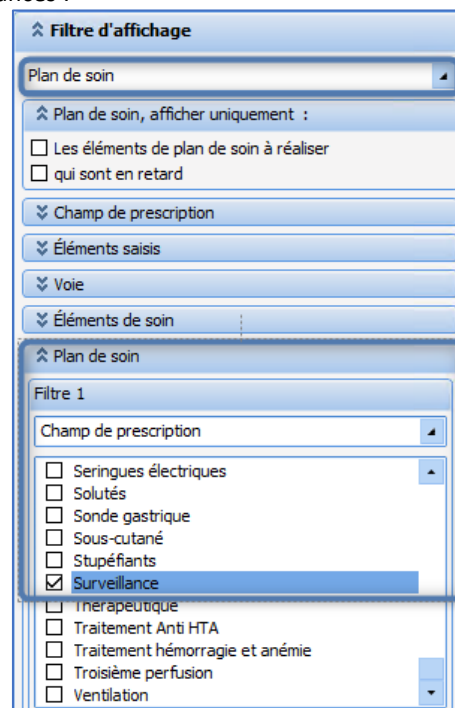 Filtre d'affichage
Plan de soin
Plan de soin, afficher uniquement :
Les éléments de plan de soin à réaliser
qui sont en retard
Champ de prescription
Éléments saisis
Voie
Éléments de soin
Plan de soin
Filtre 1
Champ de prescription
Seringues électriques
Solutés
Sonde gastrique
Sous-cutané
Stupéfiants
Surveillance
Thérapeutique
Traitement Anti HTA
Traitement hémorragie et anémie
Troisième perfusion
Ventilation